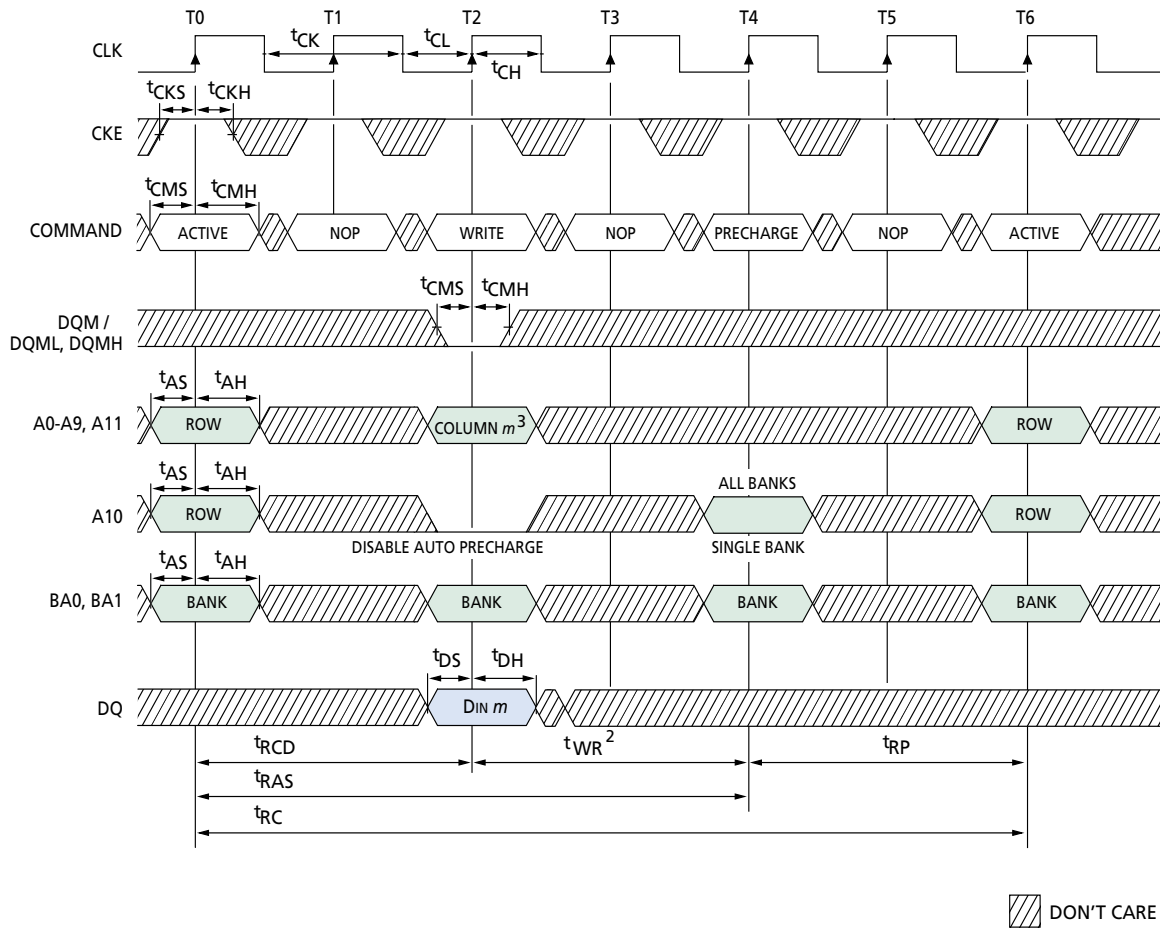 T0 T1 T2 T3 T4 T5 T6
CLK
tCK tCL
tCH
tCKS tCKH
CKE
tCMS tCMH
COMMAND ACTIVE NOP WRITE NOP PRECHARGE NOP ACTIVE
tCMS tCMH
DQM /
DQML, DQMH
tAS tAH
A0-A9, A11 ROW COLUMN m3 ROW
tAS tAH
ALL BANKS
A10 ROW ROW
DISABLE AUTO PRECHARGE SINGLE BANK
tAS tAH
BA0, BA1 BANK BANK BANK BANK
tDS tDH
DQ DIN m
tRCD tWR2 tRP
tRAS
tRC
DON'T CARE